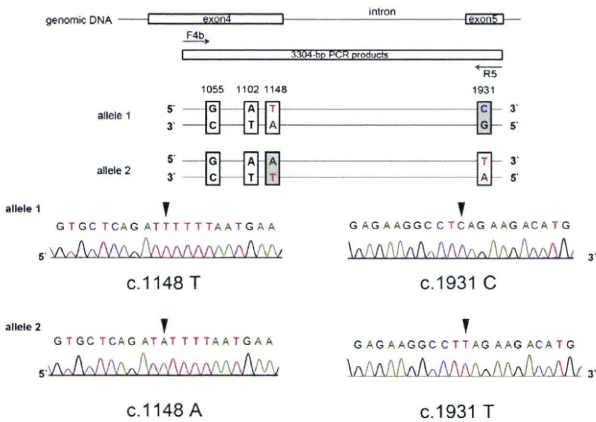 genomic DNA
exon4
intron
exon5
F4b
3304-bp PCR products
R5
1055 1102 1148 1931
allele 1
5` G A T C 3`
3` C T A G 5`
allele 2
5` G A A T 3`
3` C T T A 5`
allele 1
GTGCTCAGATTTTTTAATGAA
GAGAAGGCCTCAGAAGACATG
5` 3`
c.1148 T
c.1931 C
allele 2
GTGCTCAGATATTTTAATGAA
GAGAAGGCCTTAGAAGACATG
5` 3`
c.1148 A
c.1931 T